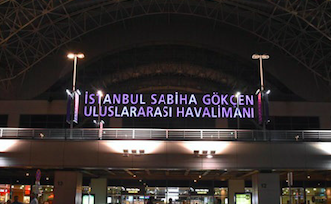 İSTANBUL SABİHA GÖKÇEN
ULUSLARARASI HAVALİMANI